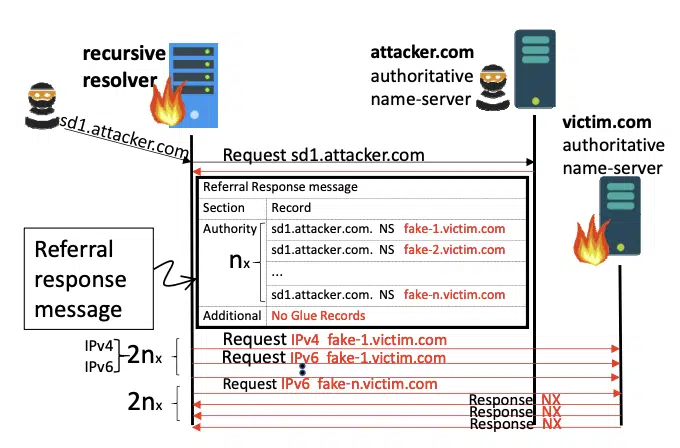 recursive
resolver
attacker.com
authoritative
name-server
victim.com
authoritative
name-server
sd1.attacker.com
Request sd1.attacker.com
Referral Response message
Section Record
Authority sd1.attacker.com. NS fake-1.victim.com
sd1.attacker.com. NS fake-2.victim.com
nx
...
sd1.attacker.com. NS fake-n.victim.com
Additional No Glue Records
Referral
response
message
Request IPv4 fake-1.victim.com
IPv4
IPv6
2nx
Request IPv6 fake-1.victim.com
Request IPv6 fake-n.victim.com
2nx
Response NX
Response NX
Response NX